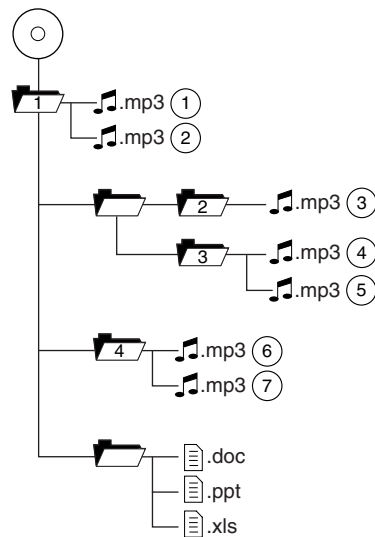 1 .mp3 1
.mp3 2
2 .mp3 3
3 .mp3 4
.mp3 5
4 .mp3 6
.mp3 7
.doc
.ppt
.xls